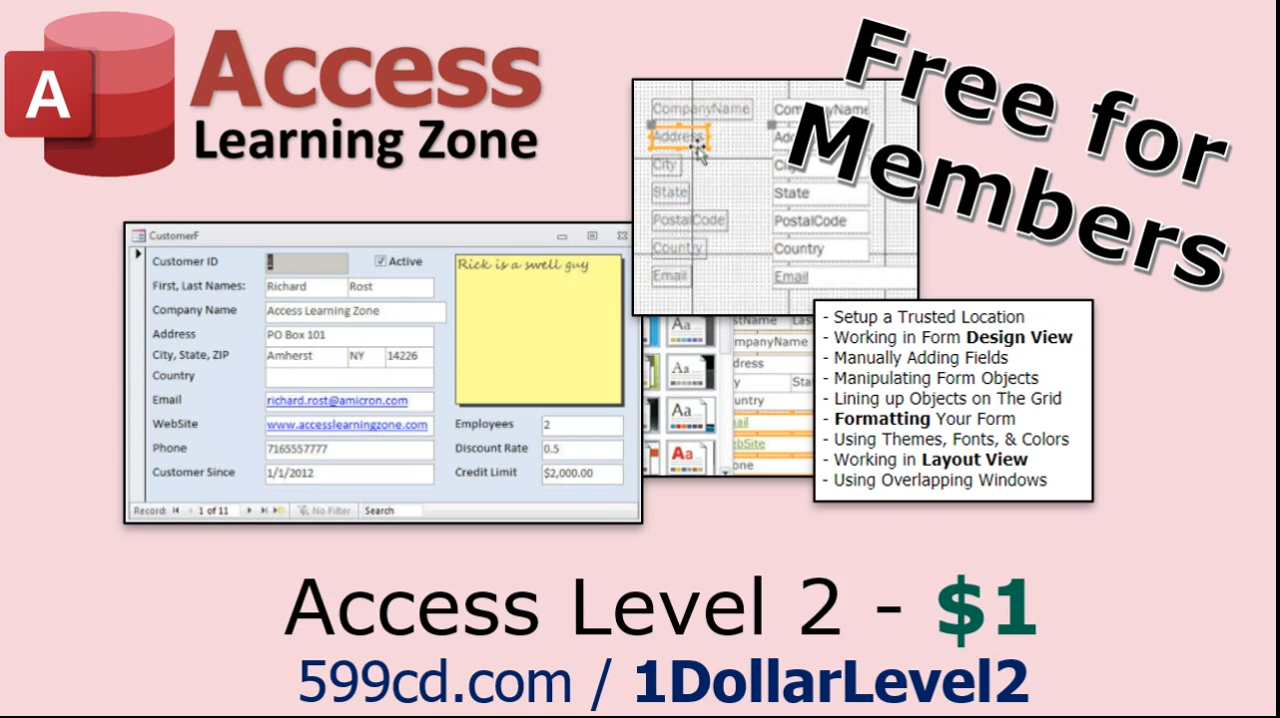 A
Access
Learning Zone
Free for
Members
CompanyName CompanyName
Address
City
State State
PostalCode PostalCode
Country Country
Email Email
CustomerF
Customer ID
Active
First, Last Names: Richard Rost
Company Name Access Learning Zone
Address PO Box 101
City, State, ZIP Amherst NY 14226
Country
Email richard.rost@amicron.com
WebSite www.accesslearningzone.com
Phone 7165557777
Customer Since 1/1/2012
Rick is a swell guy
Employees 2
Discount Rate 0.5
Credit Limit $2,000.00
Record: 1 of 11 No Filter Search
Aa
Aa
Aa
Aa
- Setup a Trusted Location
- Working in Form Design View
- Manually Adding Fields
- Manipulating Form Objects
- Lining up Objects on The Grid
- Formatting Your Form
- Using Themes, Fonts, & Colors
- Working in Layout View
- Using Overlapping Windows
Access Level 2 - $1
599cd.com / 1DollarLevel2